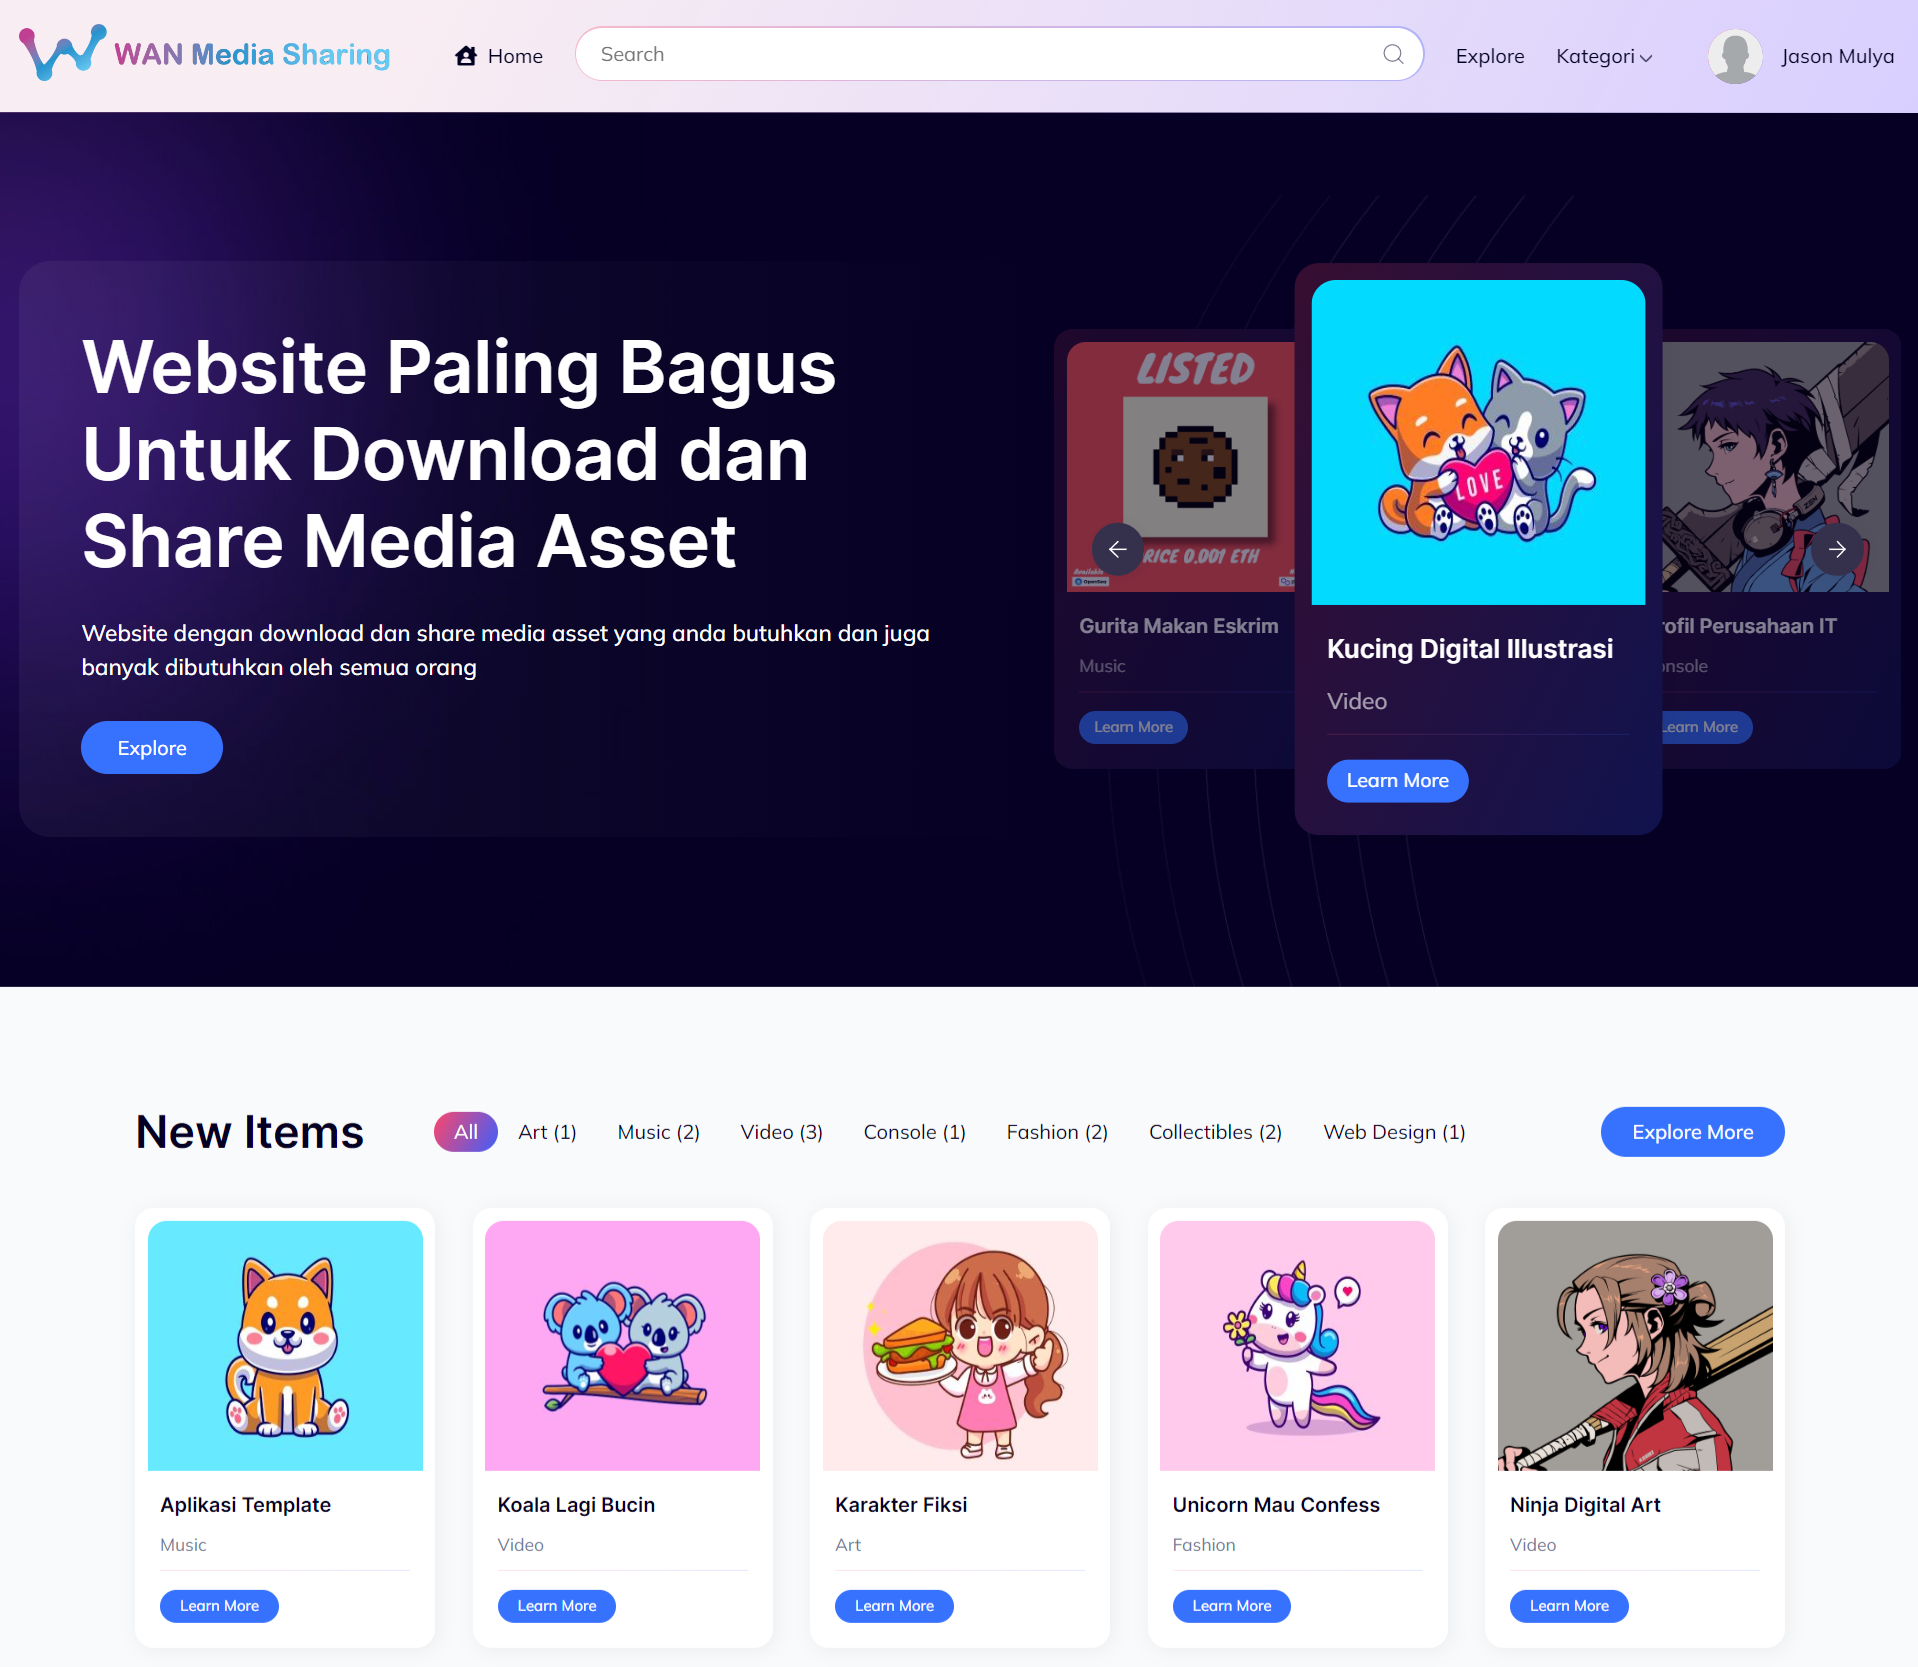 WAN Media Sharing
Home
Search
Explore
Kategori
Jason Mulya
Website Paling Bagus
Untuk Download dan
Share Media Asset
Website dengan download dan share media asset yang anda butuhkan dan juga
banyak dibutuhkan oleh semua orang
Explore
LISTED
RICE 0.001 ETH
OpenSea
Gurita Makan Eskrim
Music
Learn More
LOVE
Kucing Digital Illustrasi
Video
Learn More
rofil Perusahaan IT
onsole
Learn More
New Items
All
Art (1)
Music (2)
Video (3)
Console (1)
Fashion (2)
Collectibles (2)
Web Design (1)
Explore More
Aplikasi Template
Music
Learn More
Koala Lagi Bucin
Video
Learn More
Karakter Fiksi
Art
Learn More
Unicorn Mau Confess
Fashion
Learn More
Ninja Digital Art
Video
Learn More